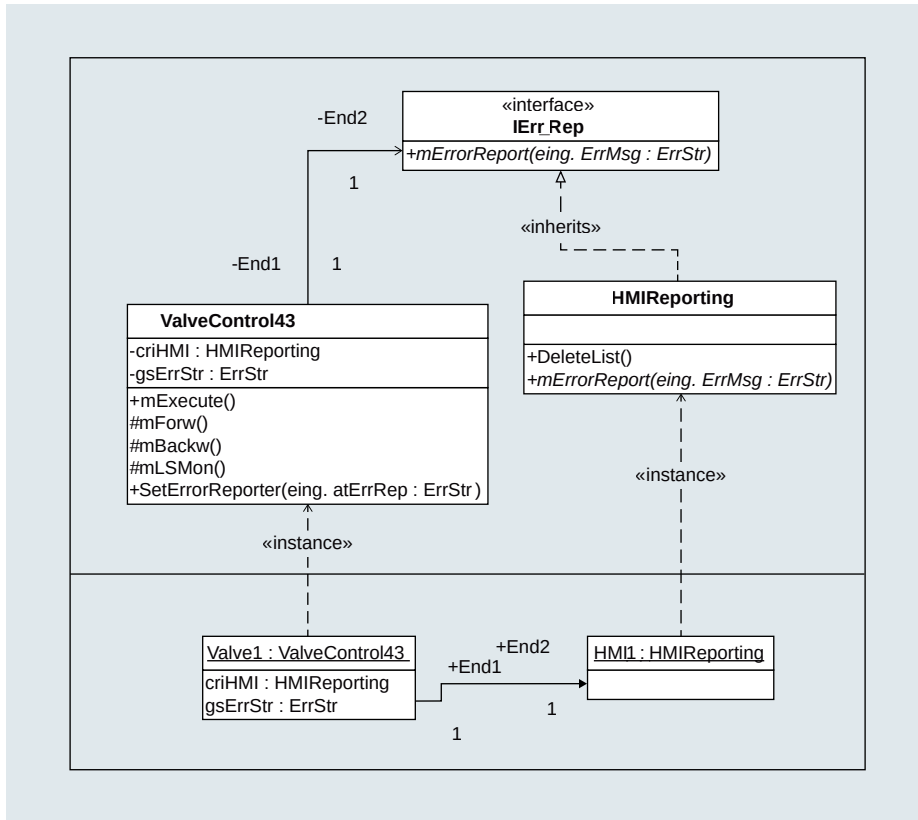 «interface»
IErr_Rep
+mErrorReport(eing. ErrMsg : ErrStr)
-End2
1
«inherits»
-End1
1
HMIReporting
+DeleteList()
+mErrorReport(eing. ErrMsg : ErrStr)
ValveControl43
-criHMI : HMIReporting
-gsErrStr : ErrStr
+mExecute()
#mForw()
#mBackw()
#mLSMon()
+SetErrorReporter(eing. atErrRep : ErrStr)
«instance»
«instance»
Valve1 : ValveControl43
criHMI : HMIReporting
gsErrStr : ErrStr
+End2
+End1
1
1
HMI1 : HMIReporting